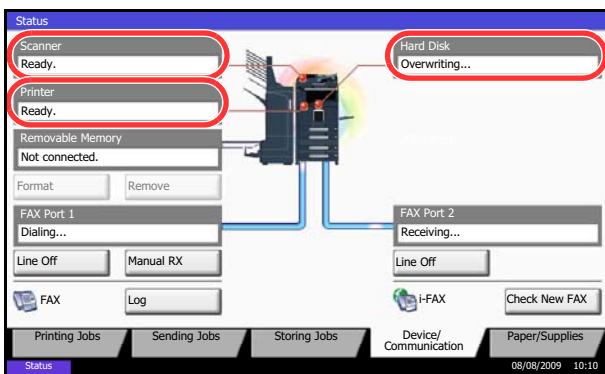 Status
Scanner
Ready.
Hard Disk
Overwriting...
Printer
Ready.
Removable Memory
Not connected.
Format
Remove
FAX Port 1
Dialing...
FAX Port 2
Receiving...
Line Off
Manual RX
Line Off
FAX
Log
i-FAX
Check New FAX
Printing Jobs
Sending Jobs
Storing Jobs
Device/
Communication
Paper/Supplies
Status
08/08/2009 10:10